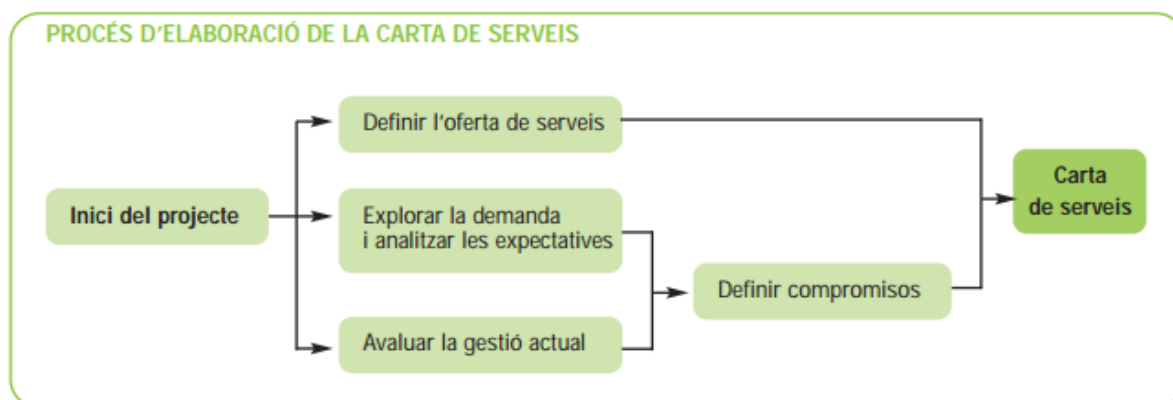 PROCÉS D'ELABORACIÓ DE LA CARTA DE SERVEIS
Definir l'oferta de serveis
Inici del projecte
Explorar la demanda
i analitzar les expectatives
Avaluar la gestió actual
Definir compromisos
Carta
de serveis